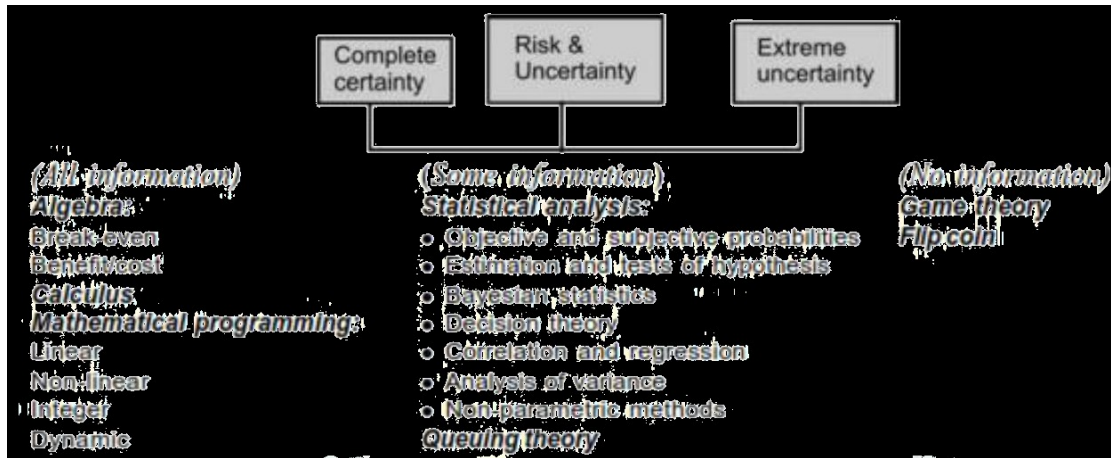 Complete
certainty
Risk &
Uncertainty
Extreme
uncertainty
(All information)
Algebra:
Break-even
Benefit/cost
Calculus
Mathematical programming:
Linear
Non-linear
Integer
Dynamic
(Some information)
Statistical analysis:
o Objective and subjective probabilities
o Estimation and tests of hypothesis
o Bayesian statistics
o Decision theory
o Correlation and regression
o Analysis of variance
o Non-parametric methods
Queuing theory
(No information)
Game theory
Flip coin